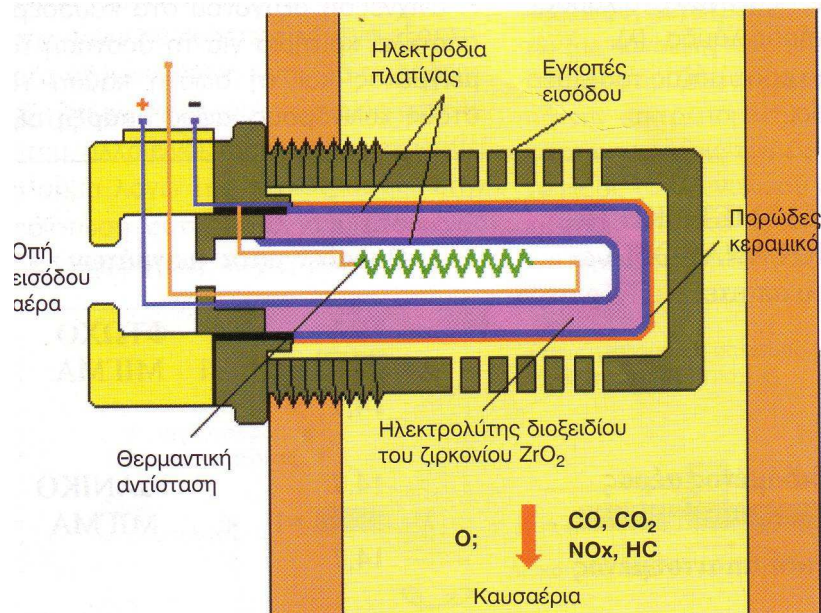 Ηλεκτρόδια
πλατίνας
Εγκοπές
εισόδου
+ -
Πορώδες
κεραμικό
Οπή
εισόδου
αέρα
Θερμαντική
αντίσταση
Ηλεκτρολύτης διοξειδίου
του ζιρκονίου ZrO₂
O;
CO, CO₂
NOx, HC
Καυσαέρια